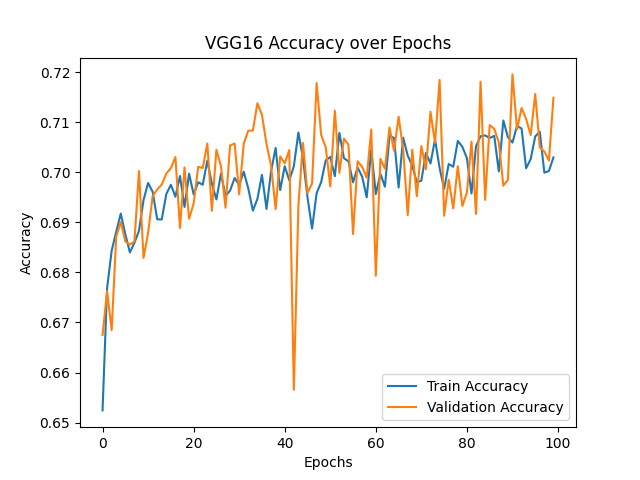 VGG16 Accuracy over Epochs
0.72
0.71
0.70
0.69
0.68
0.67
0.66
0.65
Accuracy
0 20 40 60 80 100
Epochs
Train Accuracy
Validation Accuracy